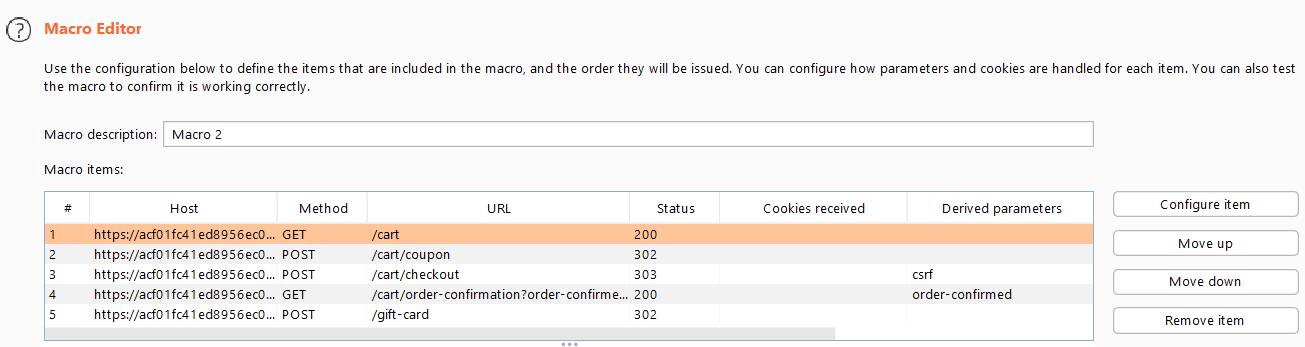 ?
Macro Editor
Use the configuration below to define the items that are included in the macro, and the order they will be issued. You can configure how parameters and cookies are handled for each item. You can also test
the macro to confirm it is working correctly.
Macro description: Macro 2
Macro items:
# Host Method URL Status Cookies received Derived parameters
1 https://acf01fc41ed8956ec0... GET /cart 200
2 https://acf01fc41ed8956ec0... POST /cart/coupon 302
3 https://acf01fc41ed8956ec0... POST /cart/checkout 303 csrf
4 https://acf01fc41ed8956ec0... GET /cart/order-confirmation?order-confirme... 200 order-confirmed
5 https://acf01fc41ed8956ec0... POST /gift-card 302
Configure item
Move up
Move down
Remove item